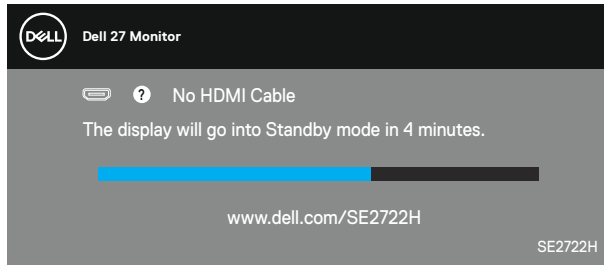 DELL
Dell 27 Monitor
? No HDMI Cable
The display will go into Standby mode in 4 minutes.
www.dell.com/SE2722H
SE2722H